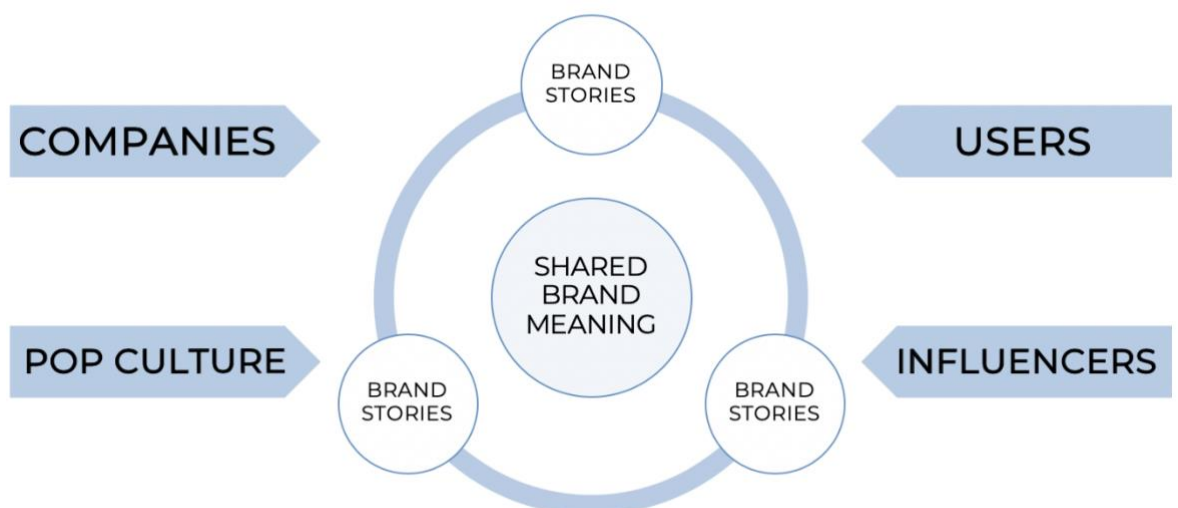 BRAND
STORIES
COMPANIES
USERS
SHARED
BRAND
MEANING
POP CULTURE
INFLUENCERS
BRAND
STORIES
BRAND
STORIES